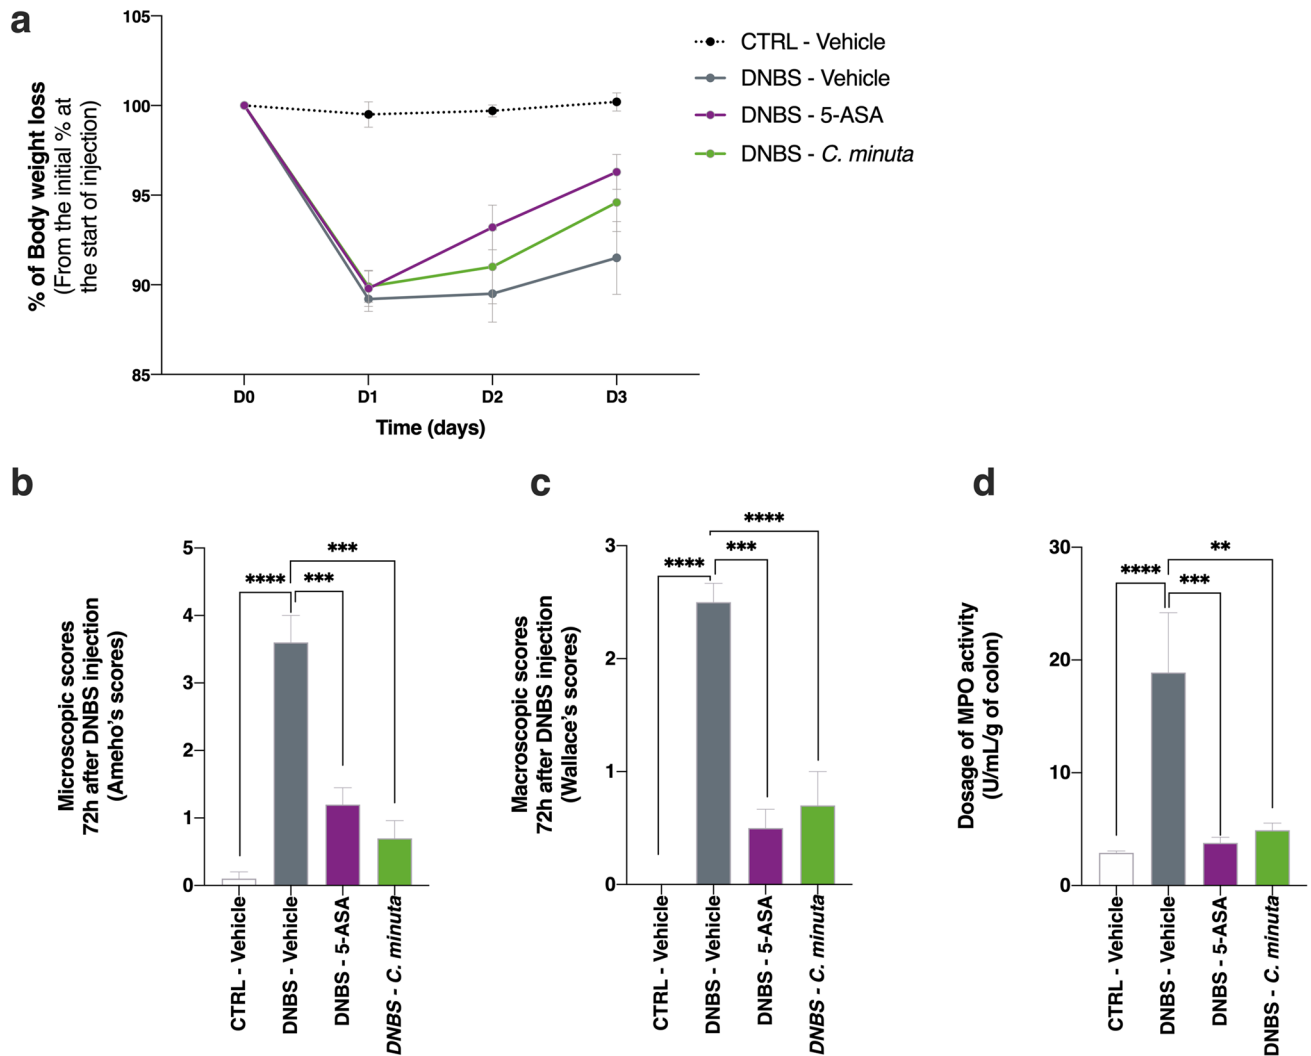 a
105
100
95
90
85
% of Body weight loss
(From the initial % at
the start of injection)
D0
D1
D2
D3
Time (days)
CTRL - Vehicle
DNBS - Vehicle
DNBS - 5-ASA
DNBS - C. minuta
b
Microscopic scores
72h after DNBS injection
(Ameho's scores)
5
4
3
2
1
0
***
****
***
CTRL - Vehicle
DNBS - Vehicle
DNBS - 5-ASA
DNBS - C. minuta
c
Macroscopic scores
72h after DNBS injection
(Wallace's scores)
3
2
1
0
****
***
****
CTRL - Vehicle
DNBS - Vehicle
DNBS - 5-ASA
DNBS - C. minuta
d
Dosage of MPO activity
(U/mL/g of colon)
30
20
10
0
**
****
***
CTRL - Vehicle
DNBS - Vehicle
DNBS - 5-ASA
DNBS - C. minuta